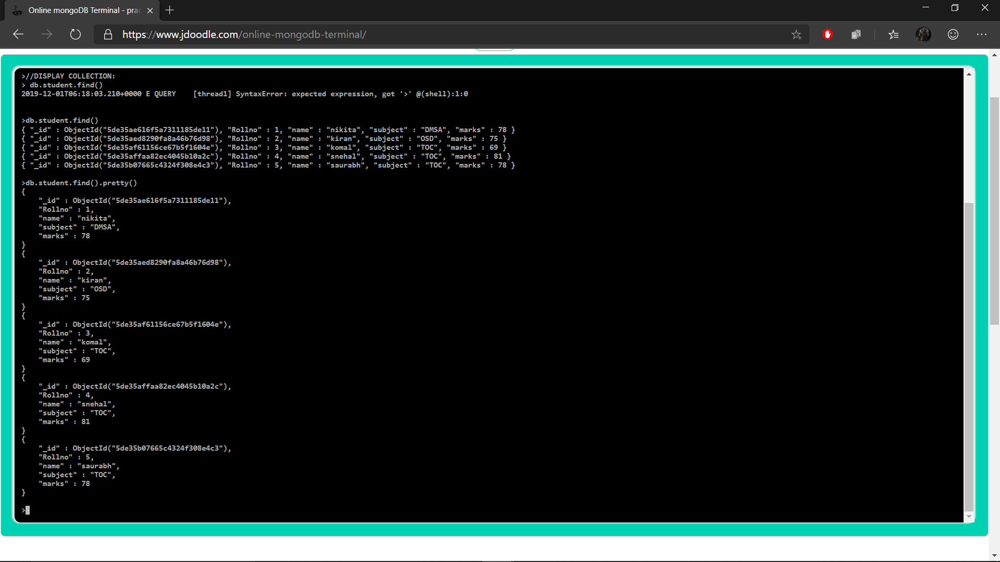 Online mongoDB Terminal - prac
https://www.jdoodle.com/online-mongodb-terminal/
>//DISPLAY COLLECTION:
> db.student.find()
2019-12-01T06:18:03.210+0000 E QUERY    [thread1] SyntaxError: expected expression, got '>' @(shell):1:0
>db.student.find()
{ "_id" : ObjectId("5de35ae616f5a7311185de11"), "Rollno" : 1, "name" : "nikita", "subject" : "DMSA", "marks" : 78 }
{ "_id" : ObjectId("5de35aed8290fa8a46b76d98"), "Rollno" : 2, "name" : "kiran", "subject" : "OSD", "marks" : 75 }
{ "_id" : ObjectId("5de35af61156ce67b5f1604e"), "Rollno" : 3, "name" : "komal", "subject" : "TOC", "marks" : 69 }
{ "_id" : ObjectId("5de35affaa82ec4045b10a2c"), "Rollno" : 4, "name" : "snehal", "subject" : "TOC", "marks" : 81 }
{ "_id" : ObjectId("5de35b07665c4324f308e4c3"), "Rollno" : 5, "name" : "saurabh", "subject" : "TOC", "marks" : 78 }
>db.student.find().pretty()
{
    "_id" : ObjectId("5de35ae616f5a7311185de11"),
    "Rollno" : 1,
    "name" : "nikita",
    "subject" : "DMSA",
    "marks" : 78
}
{
    "_id" : ObjectId("5de35aed8290fa8a46b76d98"),
    "Rollno" : 2,
    "name" : "kiran",
    "subject" : "OSD",
    "marks" : 75
}
{
    "_id" : ObjectId("5de35af61156ce67b5f1604e"),
    "Rollno" : 3,
    "name" : "komal",
    "subject" : "TOC",
    "marks" : 69
}
{
    "_id" : ObjectId("5de35affaa82ec4045b10a2c"),
    "Rollno" : 4,
    "name" : "snehal",
    "subject" : "TOC",
    "marks" : 81
}
{
    "_id" : ObjectId("5de35b07665c4324f308e4c3"),
    "Rollno" : 5,
    "name" : "saurabh",
    "subject" : "TOC",
    "marks" : 78
}
>